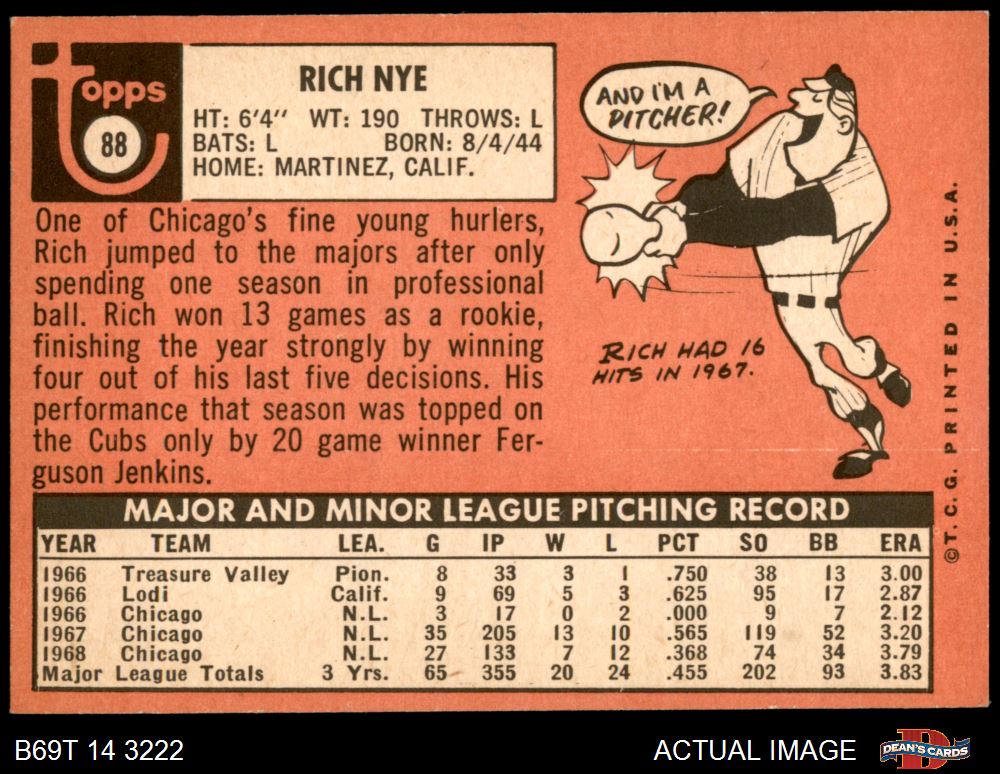 Topps
88
RICH NYE
HT: 6'4" WT: 190 THROWS: L
BATS: L BORN: 8/4/44
HOME: MARTINEZ, CALIF.
One of Chicago's fine young hurlers,
Rich jumped to the majors after only
spending one season in professional
ball. Rich won 13 games as a rookie,
finishing the year strongly by winning
four out of his last five decisions. His
performance that season was topped on
the Cubs only by 20 game winner Fer-
guson Jenkins.
AND I'M A
PITCHER!
RICH HAD 16
HITS IN 1967.
©T.C.G. PRINTED IN U.S.A.
MAJOR AND MINOR LEAGUE PITCHING RECORD
YEAR TEAM LEA. G IP W L PCT SO BB ERA
1966 Treasure Valley Pion. 8 33 3 1 .750 38 13 3.00
1966 Lodi Calif. 9 69 5 3 .625 95 17 2.87
1966 Chicago N.L. 3 17 0 2 .000 9 7 2.12
1967 Chicago N.L. 35 205 13 10 .565 119 52 3.20
1968 Chicago N.L. 27 133 7 12 .368 74 34 3.79
Major League Totals 3 Yrs. 65 355 20 24 .455 202 93 3.83
B69T 14 3222
ACTUAL IMAGE
D
DEAN'S CARDS